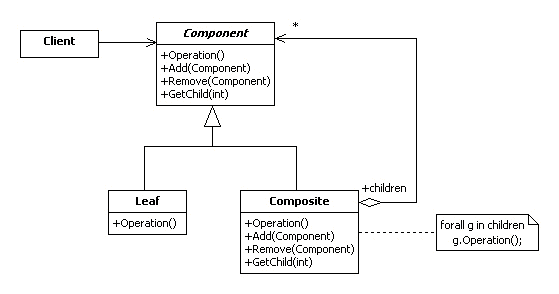 Client
Component
+Operation()
+Add(Component)
+Remove(Component)
+GetChild(int)
*
Leaf
+Operation()
Composite
+Operation()
+Add(Component)
+Remove(Component)
+GetChild(int)
+children
forall g in children
g.Operation();